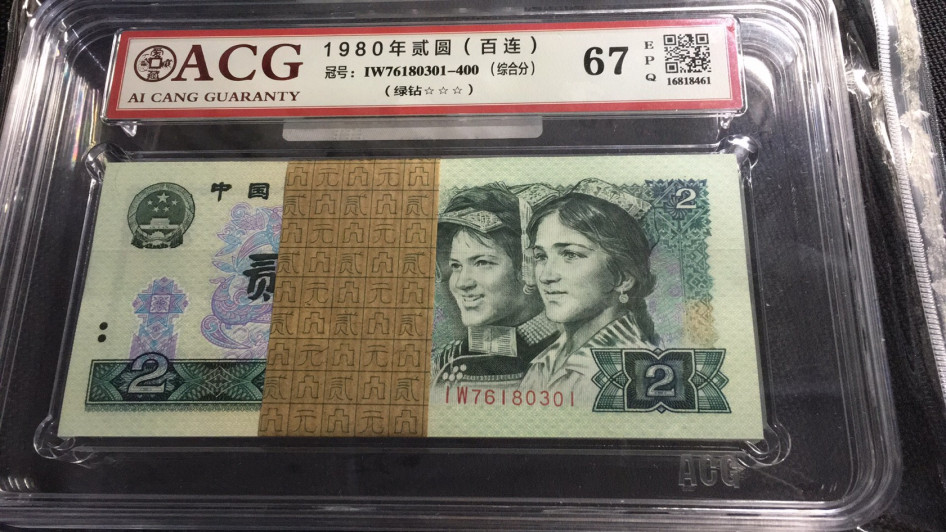 ACG
AI CANG GUARANTY
1980年贰圆（百连）
冠号：IW76180301-400（综合分）
（绿钻☆☆☆）
67
EPQ
16818461
中国
贰
2
2
2
IW76180301
ACG